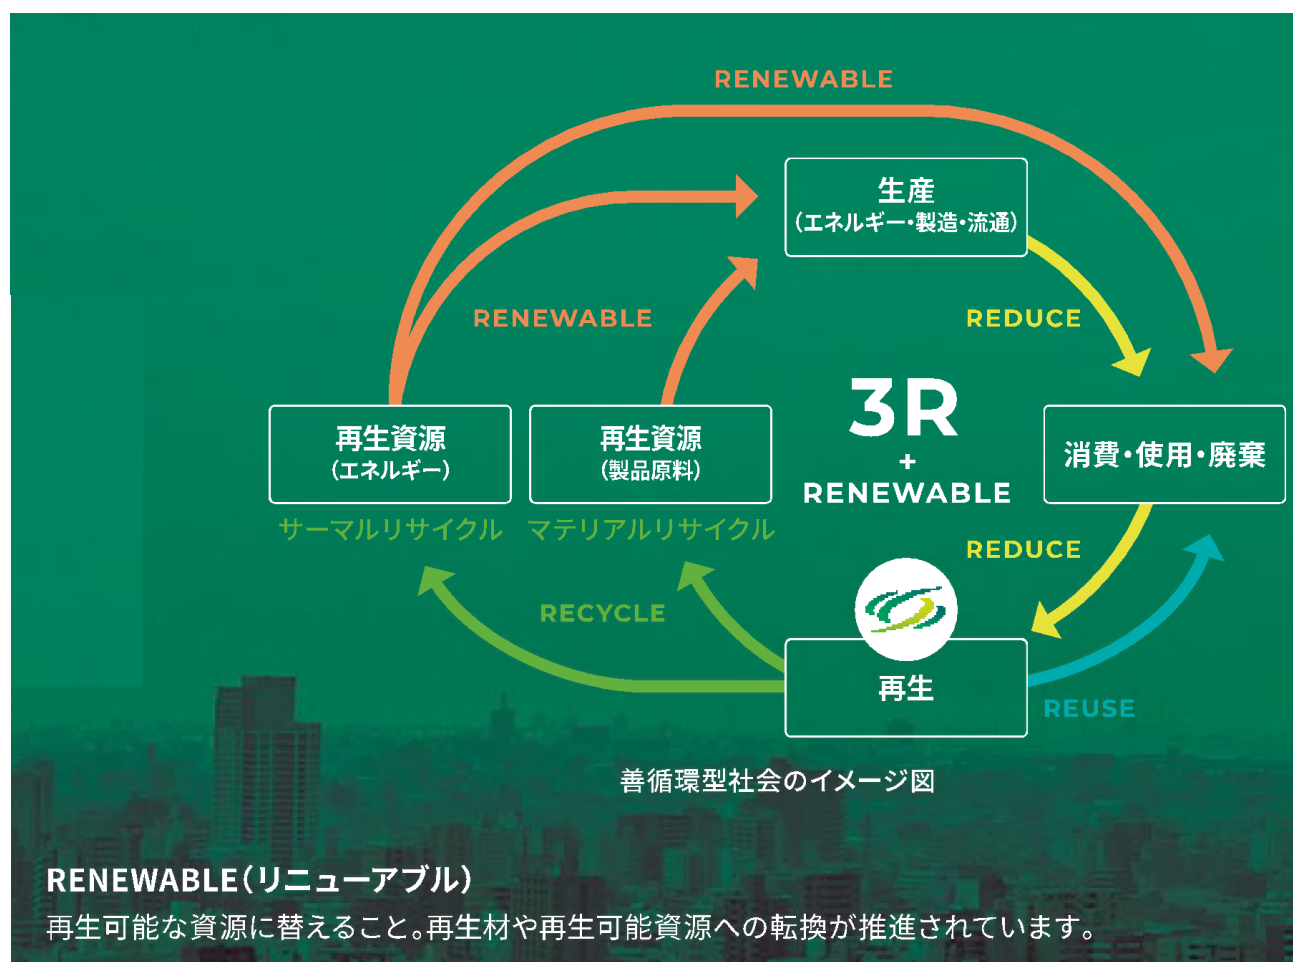 RENEWABLE
生産
（エネルギー・製造・流通）
RENEWABLE
REDUCE
3R
+
RENEWABLE
再生資源
（エネルギー）
再生資源
（製品原料）
消費・使用・廃棄
サーマルリサイクル
マテリアルリサイクル
REDUCE
RECYCLE
再生
REUSE
善循環型社会のイメージ図
RENEWABLE（リニューアブル）
再生可能な資源に替えること。再生材や再生可能資源への転換が推進されています。